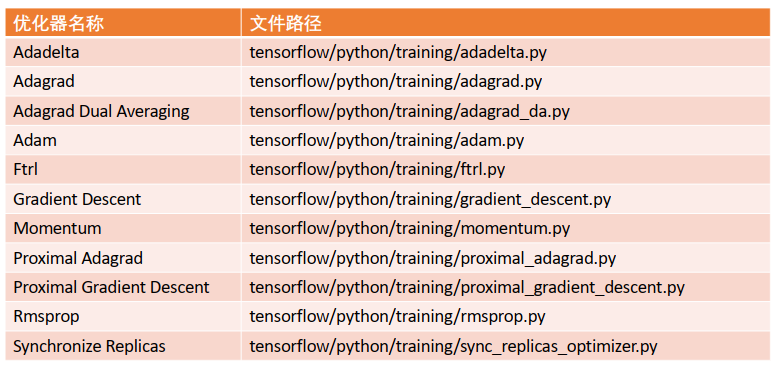 优化器名称 文件路径
Adadelta tensorflow/python/training/adadelta.py
Adagrad tensorflow/python/training/adagrad.py
Adagrad Dual Averaging tensorflow/python/training/adagrad_da.py
Adam tensorflow/python/training/adam.py
Ftrl tensorflow/python/training/ftrl.py
Gradient Descent tensorflow/python/training/gradient_descent.py
Momentum tensorflow/python/training/momentum.py
Proximal Adagrad tensorflow/python/training/proximal_adagrad.py
Proximal Gradient Descent tensorflow/python/training/proximal_gradient_descent.py
Rmsprop tensorflow/python/training/rmsprop.py
Synchronize Replicas tensorflow/python/training/sync_replicas_optimizer.py